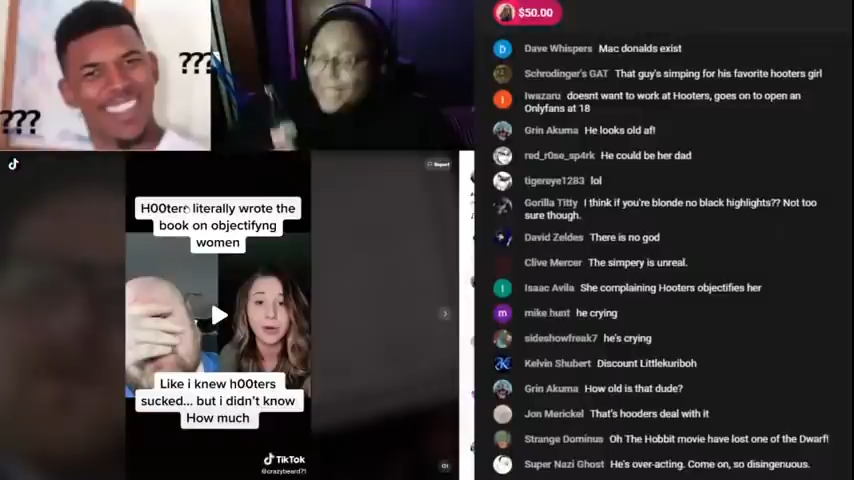 ???
???
$50.00
Dave Whispers Mac donalds exist
Schrodinger's GAT That guy's simping for his favorite hooters girl
Iwazaru doesnt want to work at Hooters, goes on to open an
Onlyfans at 18
Grin Akuma He looks old af!
red_r0se_sp4rk He could be her dad
tigereye1283 lol
Gorilla Titty I think if you're blonde no black highlights?? Not too
sure though.
David Zeldes There is no god
Clive Mercer The simpery is unreal.
Isaac Avila She complaining Hooters objectifies her
mike hunt he crying
sideshowfreak7 he's crying
Kelvin Shubert Discount Littlekuriboh
Grin Akuma How old is that dude?
Jon Merickel That's hooders deal with it
Strange Dominus Oh The Hobbit movie have lost one of the Dwarf!
Super Nazi Ghost He's over-acting. Come on, so disingenuous.
Report
H00ters literally wrote the
book on objectifyng
women
Like i knew h00ters
sucked... but i didn't know
How much
TikTok
@crazybeard71